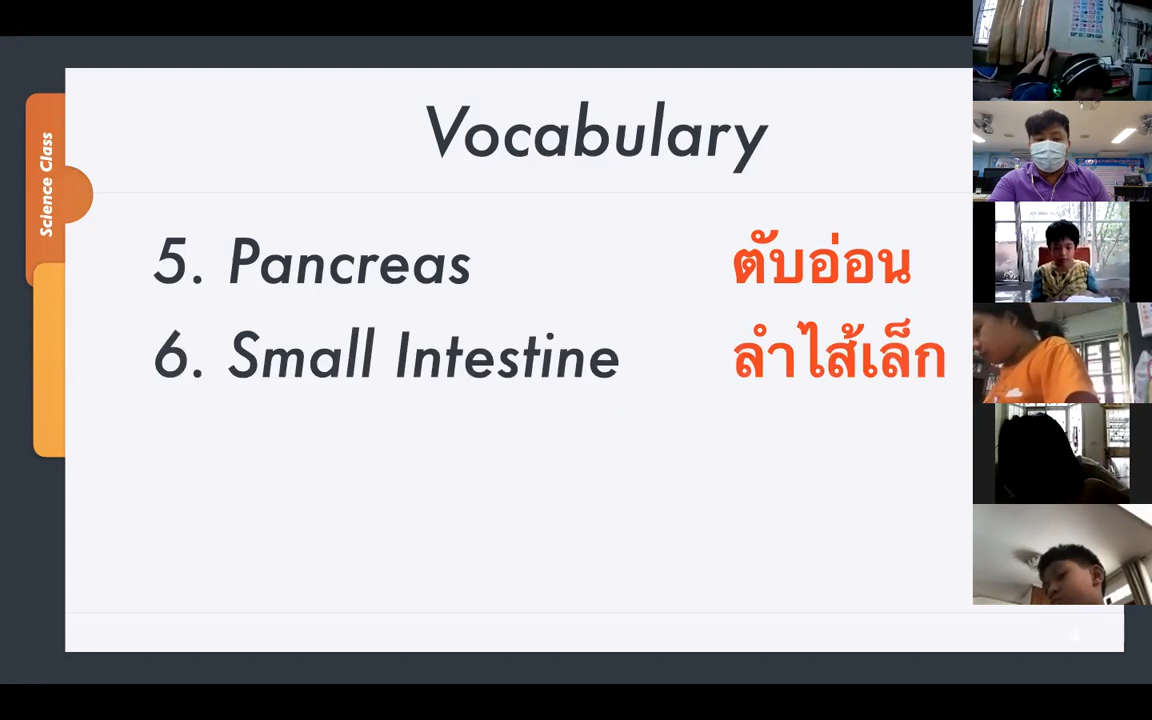 Science Class
Vocabulary
5. Pancreas ตับอ่อน
6. Small Intestine ลำไส้เล็ก